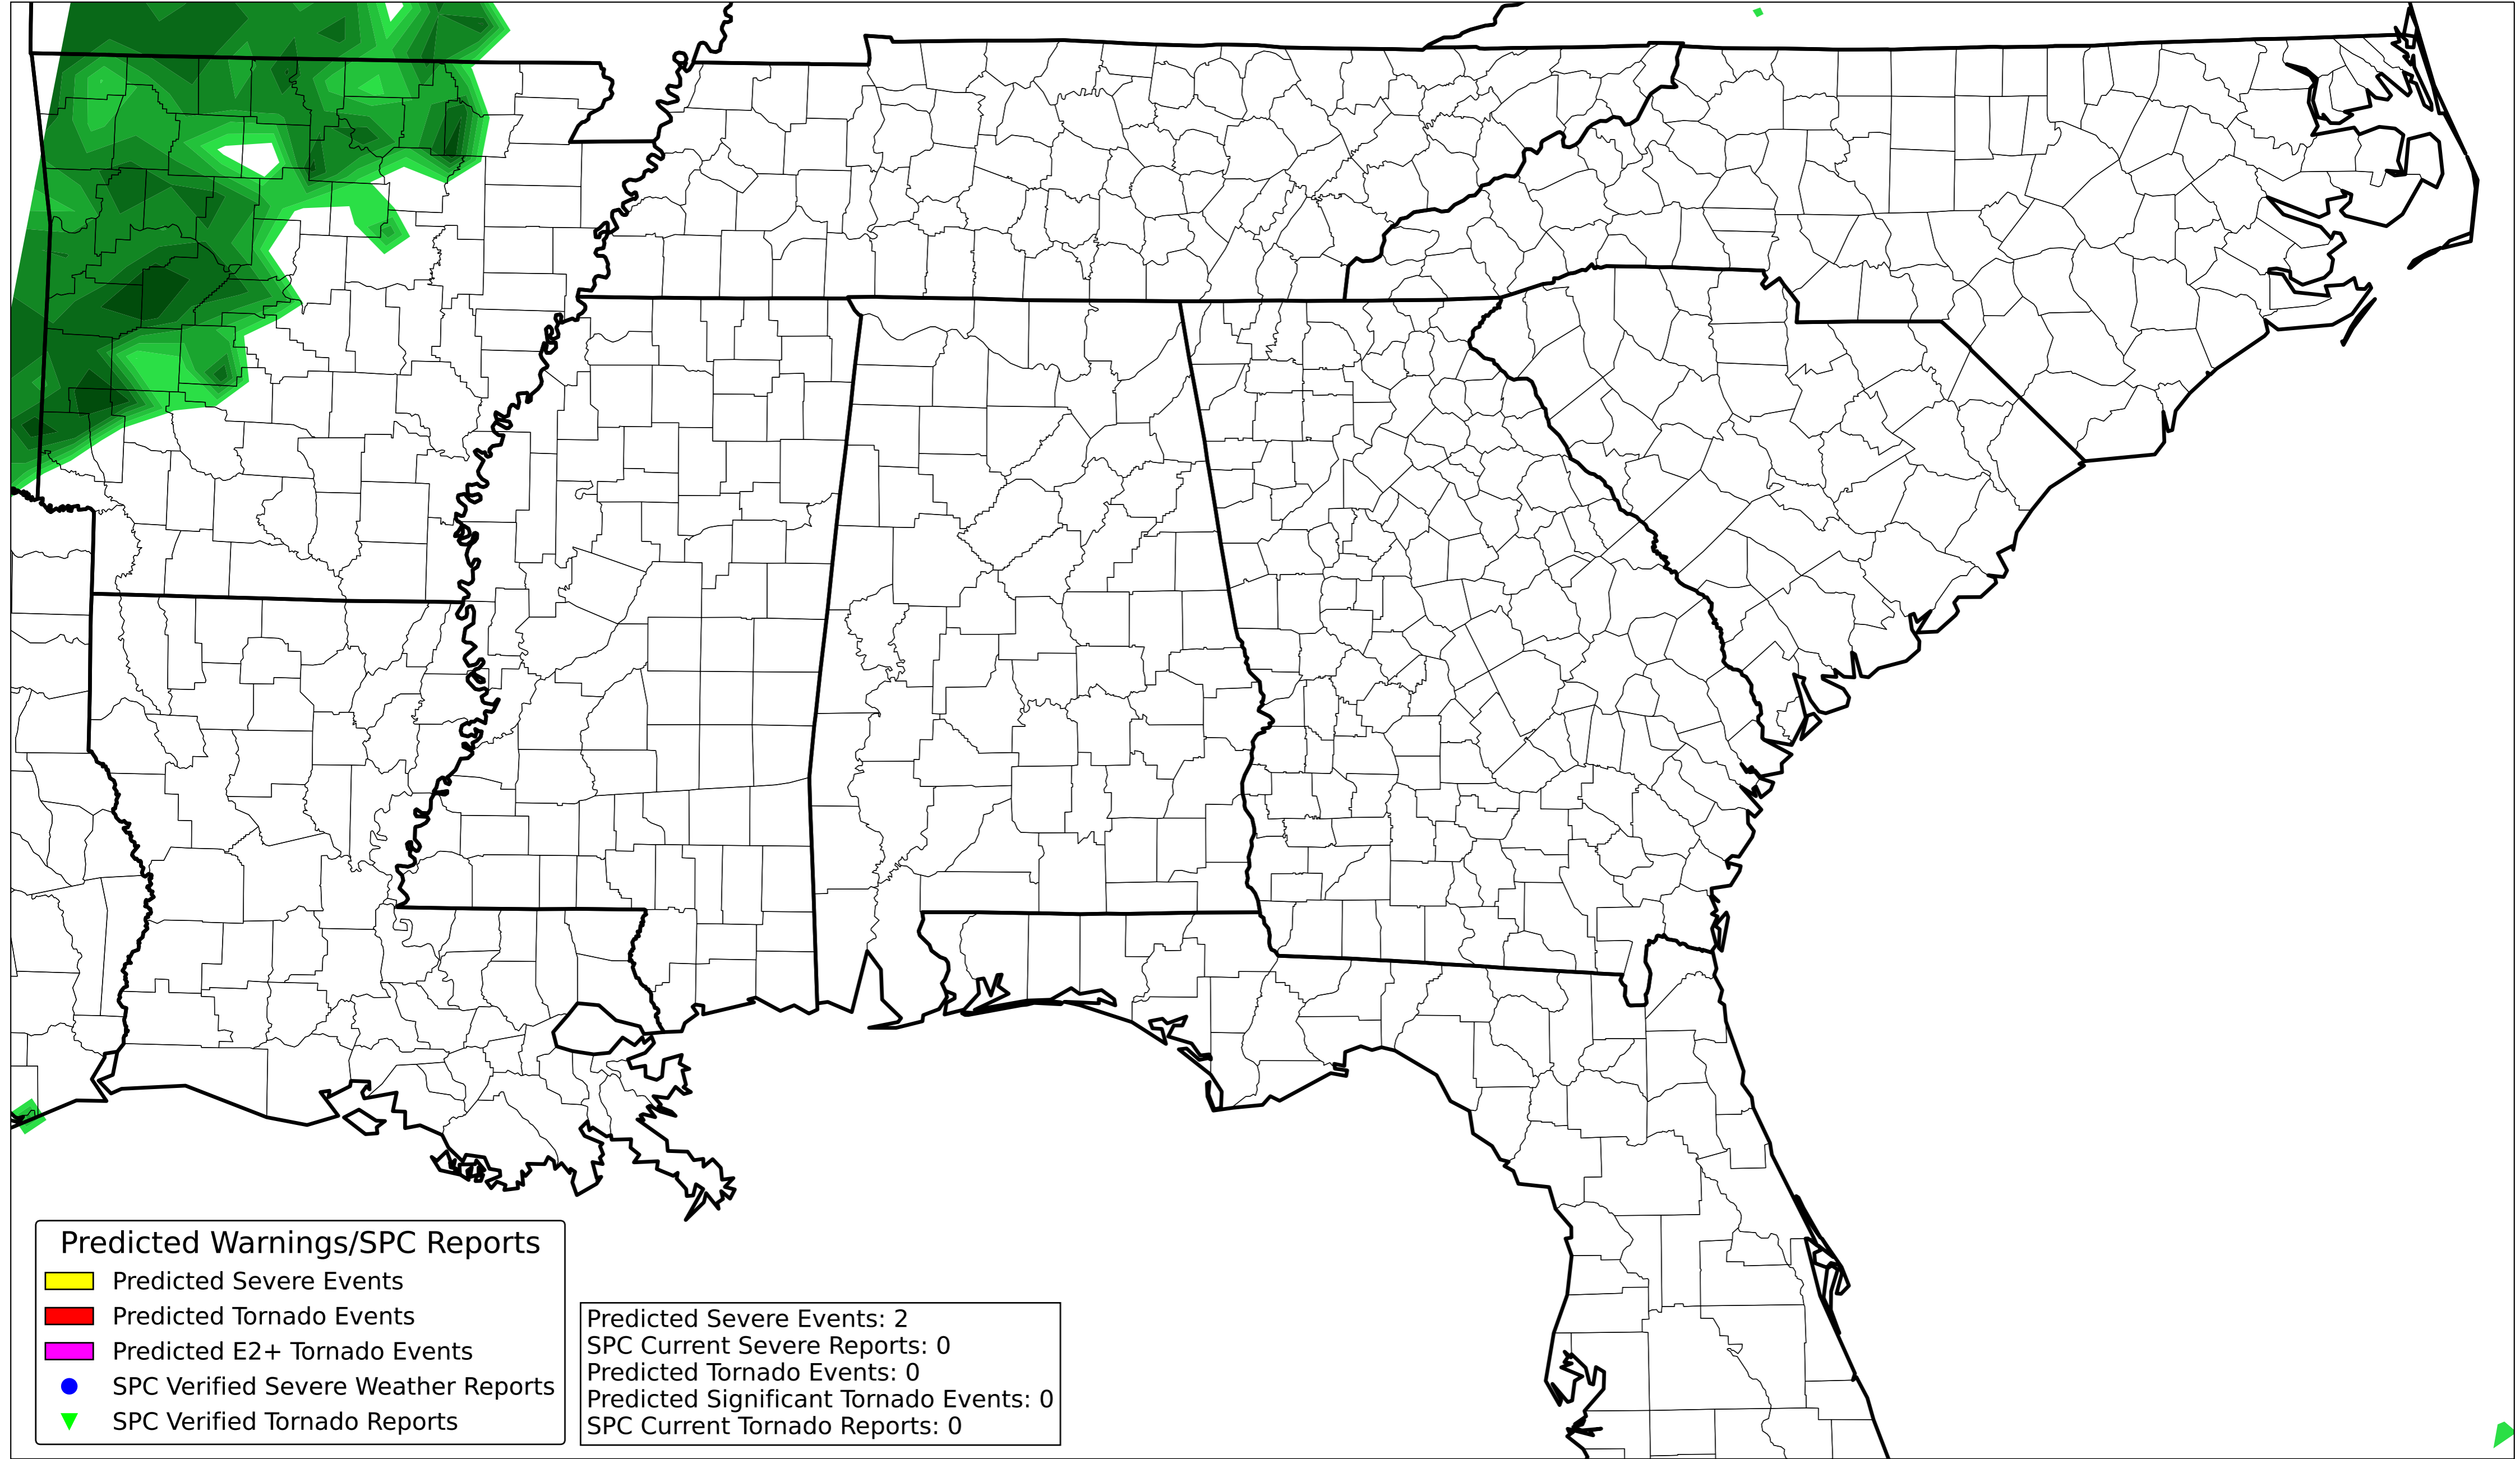 Predicted Warnings/SPC Reports
Predicted Severe Events
Predicted Tornado Events
Predicted E2+ Tornado Events
SPC Verified Severe Weather Reports
SPC Verified Tornado Reports
Predicted Severe Events: 2
SPC Current Severe Reports: 0
Predicted Tornado Events: 0
Predicted Significant Tornado Events: 0
SPC Current Tornado Reports: 0